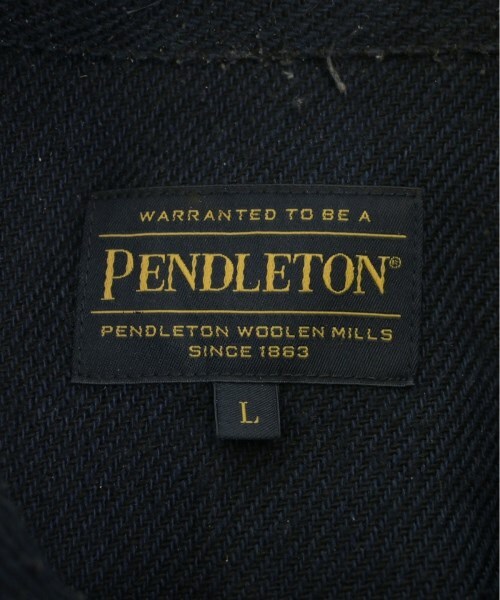 WARRANTED TO BE A
PENDLETON®
PENDLETON WOOLEN MILLS
SINCE 1863
L